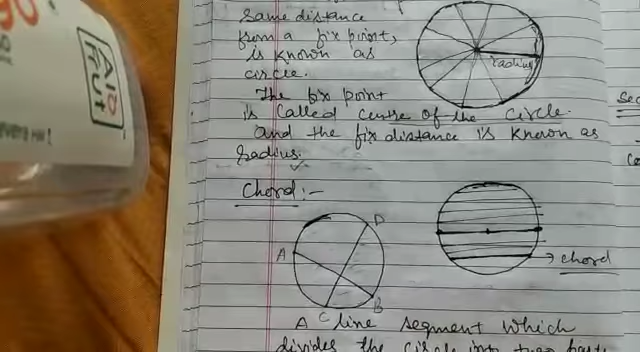 Same distance
from a fix point,
is known as
circle.
radius
The fix point
is called centre of the circle.
and the fix distance is known as
radius.
Chord :-
A
D
C
B
chord
A line segment which
divides the circle into two parts